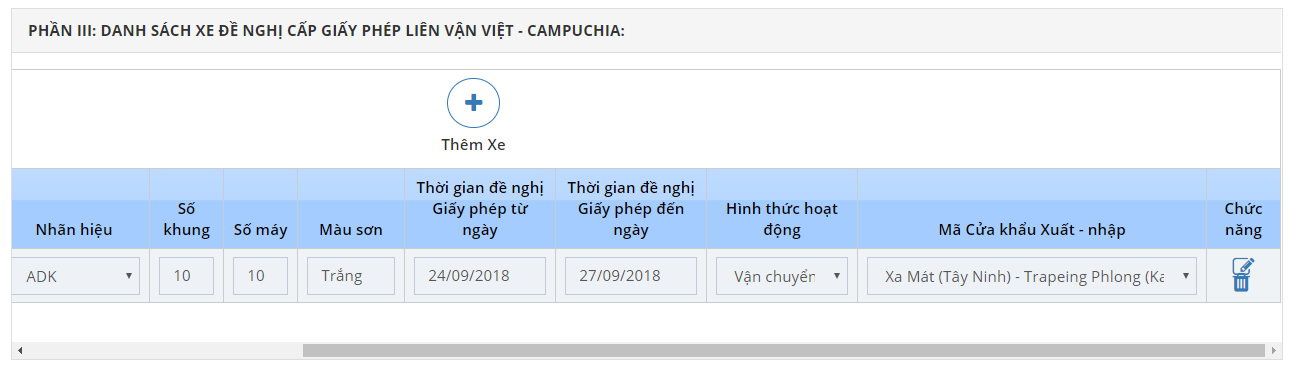 PHẦN III: DANH SÁCH XE ĐỀ NGHỊ CẤP GIẤY PHÉP LIÊN VẬN VIỆT - CAMPUCHIA:
Thêm Xe
Nhãn hiệu
Số
khung
Số máy
Màu sơn
Thời gian đề nghị
Giấy phép từ
ngày
Thời gian đề nghị
Giấy phép đến
ngày
Hình thức hoạt
động
Mã Cửa khẩu Xuất - nhập
Chức
năng
ADK
10
10
Trắng
24/09/2018
27/09/2018
Vận chuyển
Xa Mát (Tây Ninh) - Trapeing Phlong (Ka